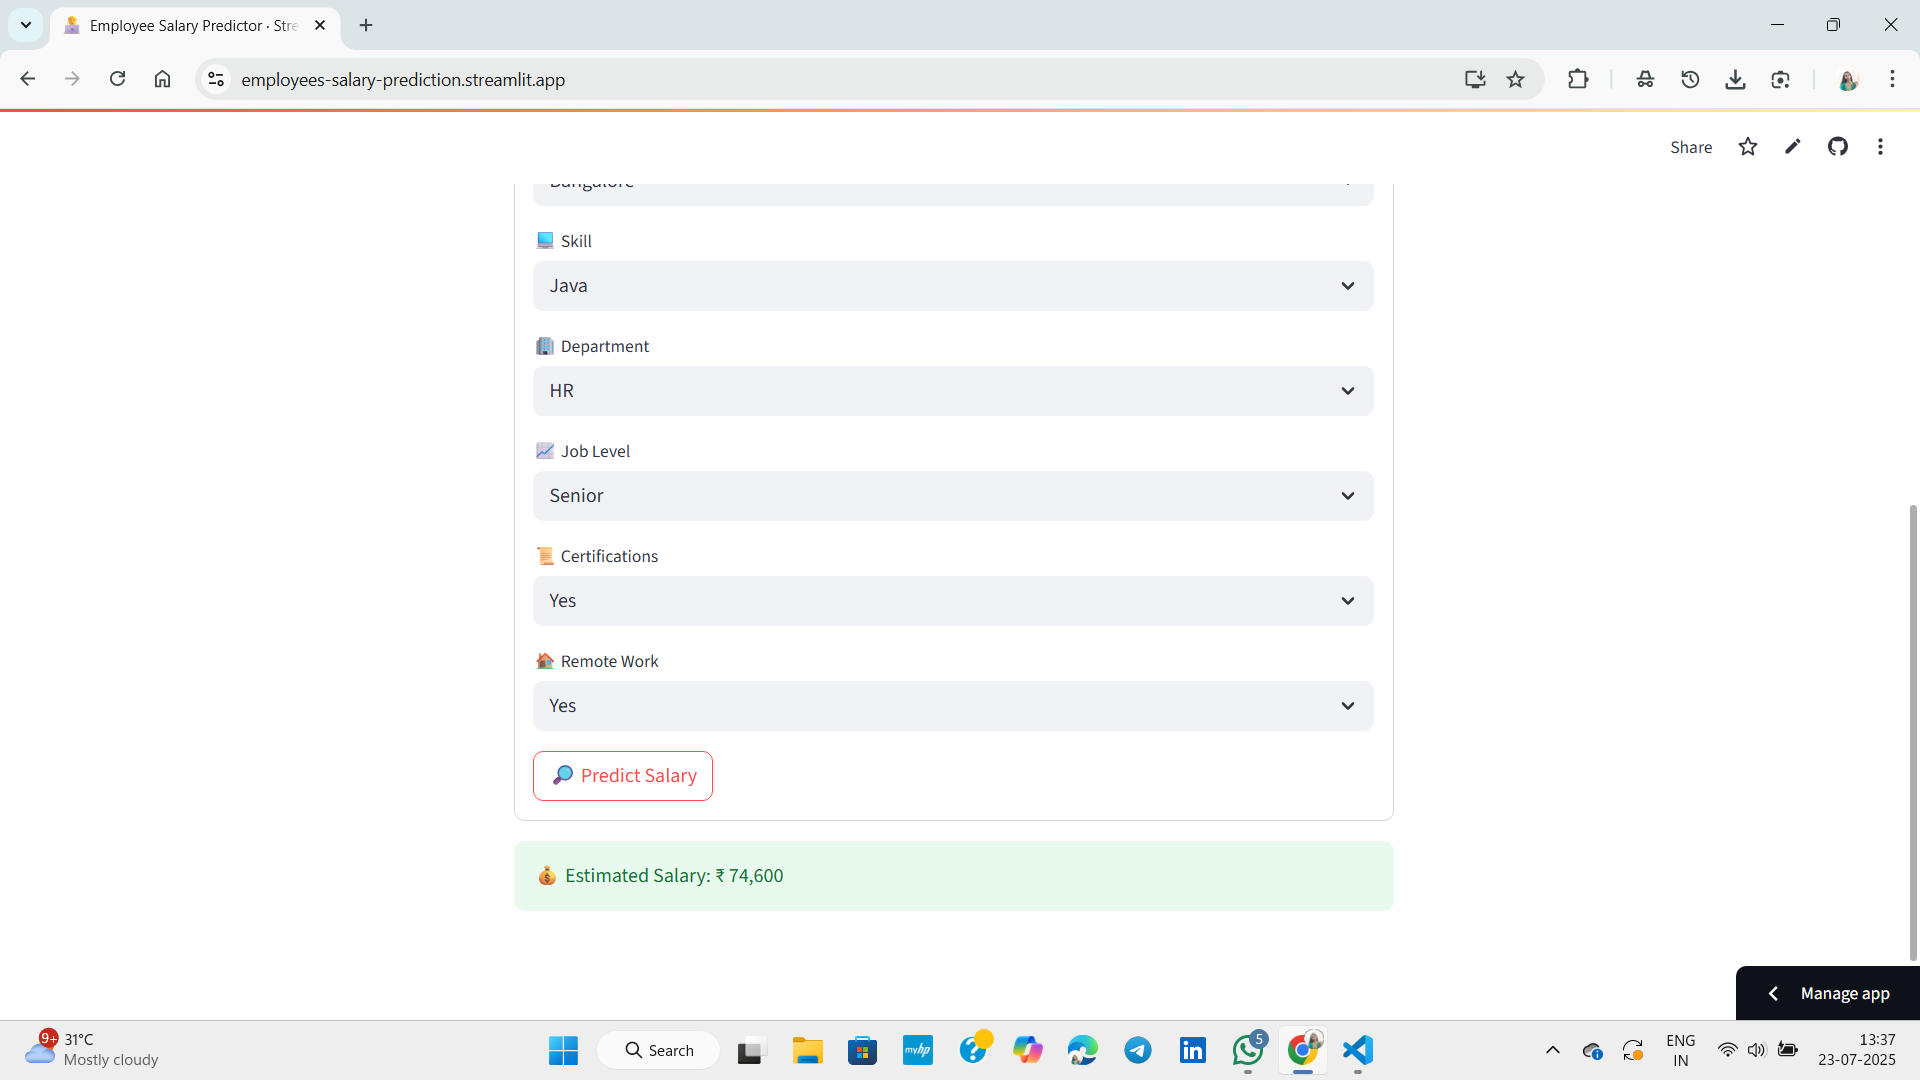 Employee Salary Predictor · Stre
employees-salary-prediction.streamlit.app
Share
Bangalore
Skill
Java
Department
HR
Job Level
Senior
Certifications
Yes
Remote Work
Yes
Predict Salary
Estimated Salary: ₹ 74,600
Manage app
9+
31°C
Mostly cloudy
Search
myhp
5
ENG
IN
13:37
23-07-2025